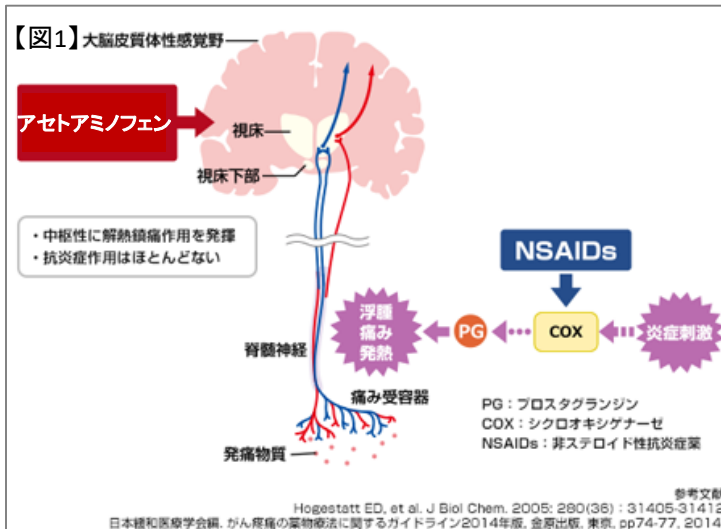 【図1】大脳皮質体性感覚野
アセトアミノフェン
視床
視床下部
・中枢性に解熱鎮痛作用を発揮
・抗炎症作用はほとんどない
NSAIDs
浮腫
痛み
発熱
PG
COX
炎症刺激
脊髄神経
痛み受容器
発痛物質
PG:プロスタグランジン
COX:シクロオキシゲナーゼ
NSAIDs:非ステロイド性抗炎症薬
参考文献
Hogestatt ED, et al. J Biol Chem. 2005; 280(36):31405-31412
日本緩和医療学会編. がん疼痛の薬物療法に関するガイドライン2014年版, 金原出版, 東京, pp74-77, 2014